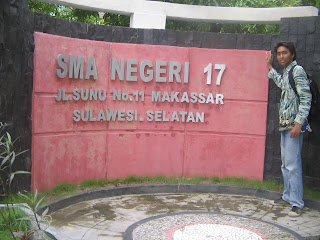 SMA NEGERI 17
JL.SUNU No.11 MAKASSAR
SULAWESI SELATAN